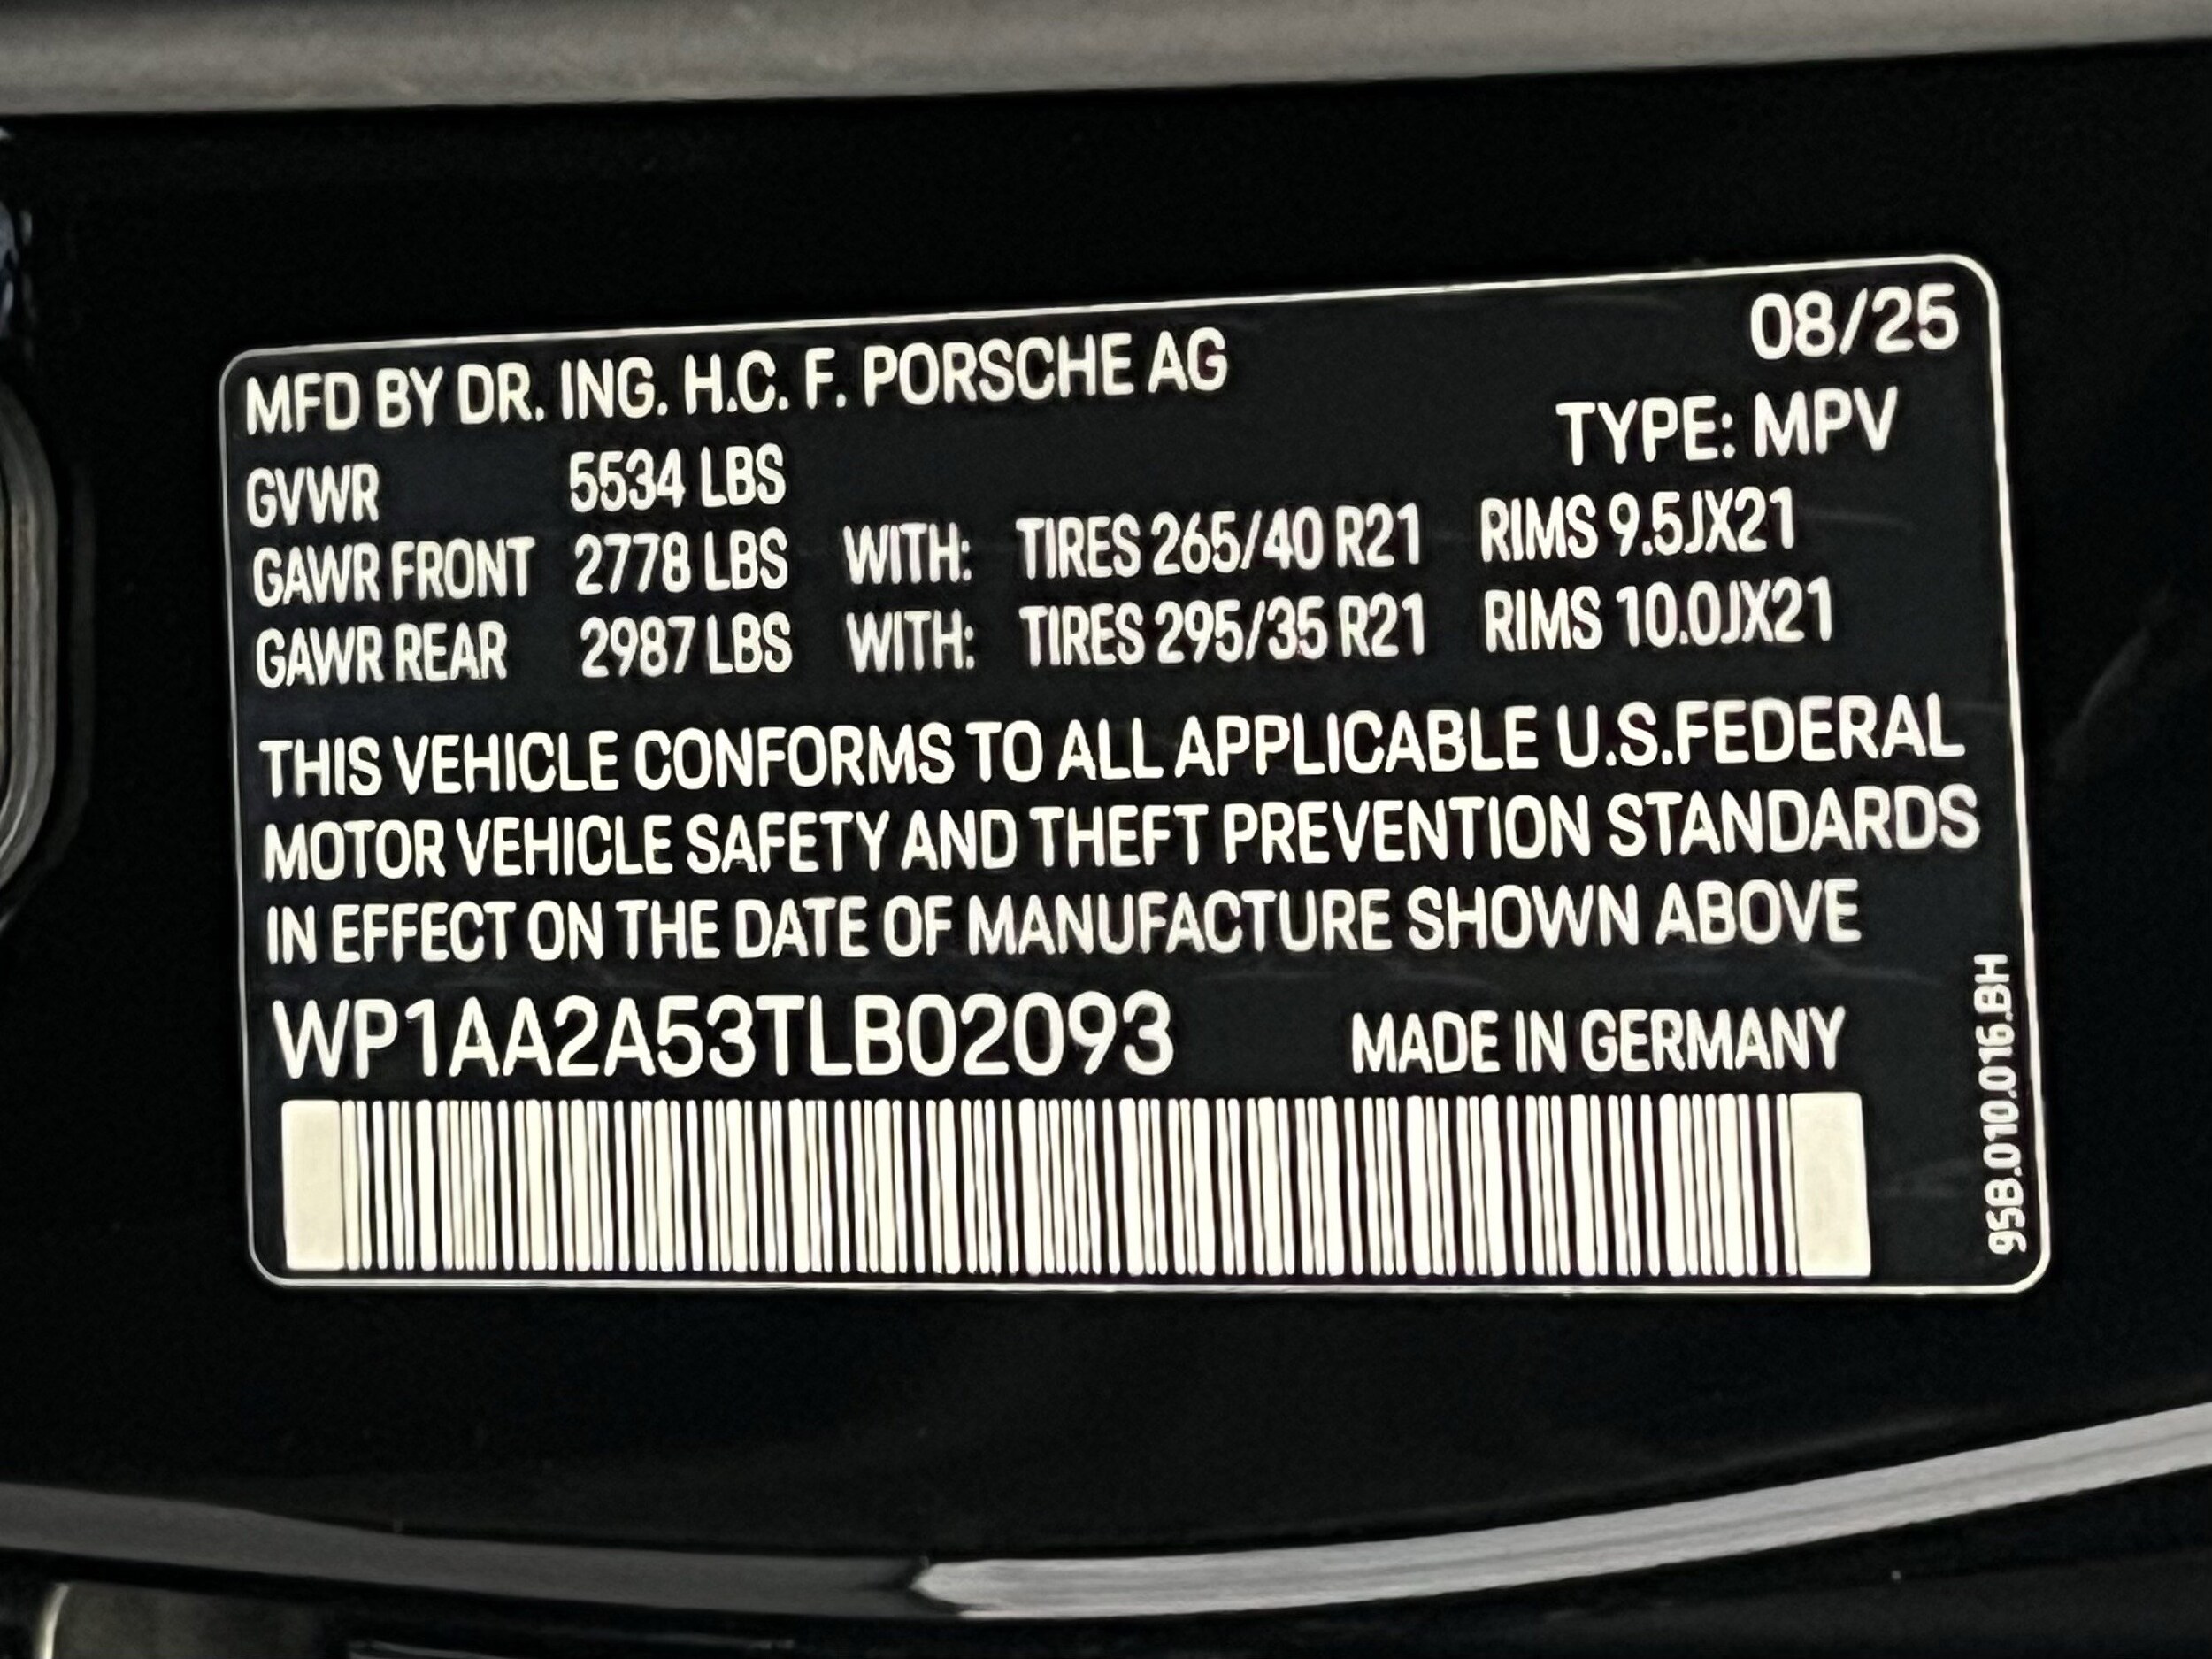 08/25
MFD BY DR. ING. H.C. F. PORSCHE AG
TYPE: MPV
GVWR 5534 LBS
GAWR FRONT 2778 LBS WITH: TIRES 265/40 R21 RIMS 9.5JX21
GAWR REAR 2987 LBS WITH: TIRES 295/35 R21 RIMS 10.0JX21
THIS VEHICLE CONFORMS TO ALL APPLICABLE U.S.FEDERAL
MOTOR VEHICLE SAFETY AND THEFT PREVENTION STANDARDS
IN EFFECT ON THE DATE OF MANUFACTURE SHOWN ABOVE
WP1AA2A53TLB02093 MADE IN GERMANY
95B.010.016.BH